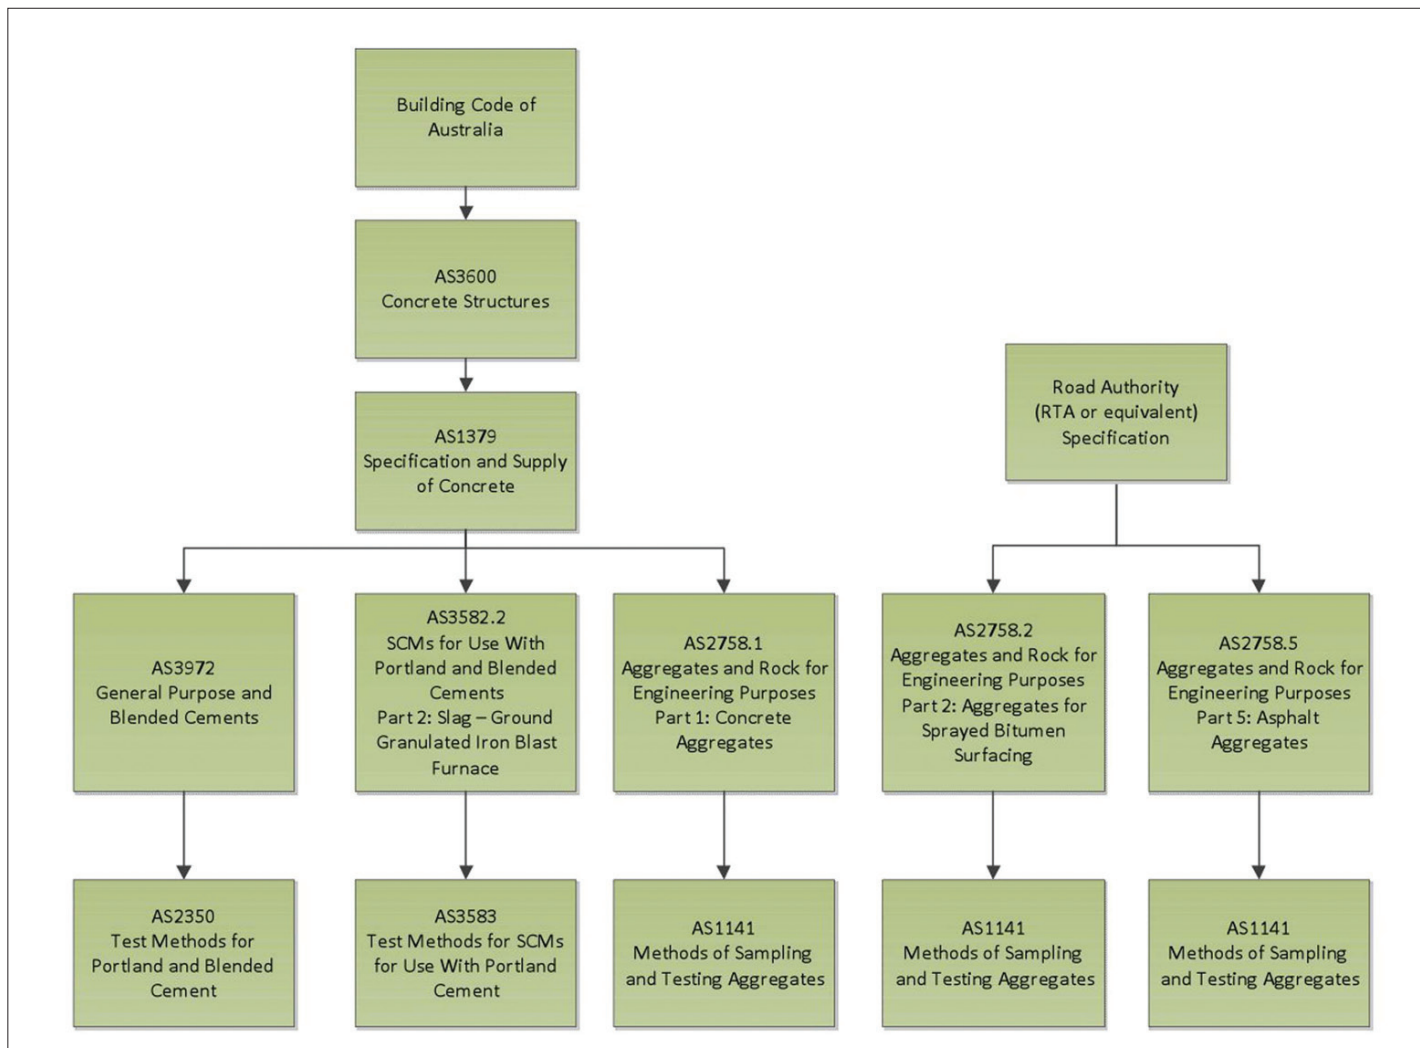 Building Code of
Australia
AS3600
Concrete Structures
AS1379
Specification and Supply
of Concrete
Road Authority
(RTA or equivalent)
Specification
AS3972
General Purpose and
Blended Cements
AS3582.2
SCMs for Use With
Portland and Blended
Cements
Part 2: Slag – Ground
Granulated Iron Blast
Furnace
AS2758.1
Aggregates and Rock for
Engineering Purposes
Part 1: Concrete
Aggregates
AS2758.2
Aggregates and Rock for
Engineering Purposes
Part 2: Aggregates for
Sprayed Bitumen
Surfacing
AS2758.5
Aggregates and Rock for
Engineering Purposes
Part 5: Asphalt
Aggregates
AS2350
Test Methods for
Portland and Blended
Cement
AS3583
Test Methods for SCMs
for Use With Portland
Cement
AS1141
Methods of Sampling
and Testing Aggregates
AS1141
Methods of Sampling
and Testing Aggregates
AS1141
Methods of Sampling
and Testing Aggregates